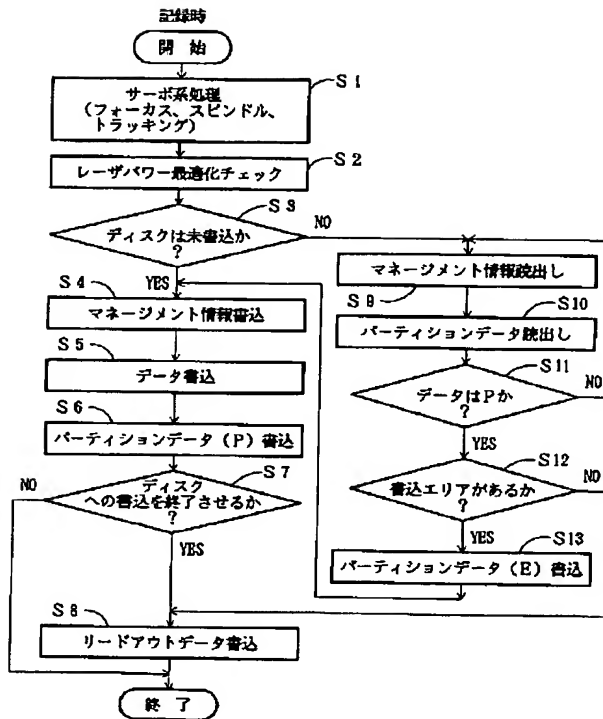 記録時
開 始
S1
サーボ系処理
(フォーカス、スピンドル、
トラッキング)
S2
レーザパワー最適化チェック
S3
ディスクは未書込か
?
NO
YES
S4
マネージメント情報書込
S5
データ書込
S6
パーティションデータ(P)書込
S7
ディスク
への書込を終了させるか
?
NO
YES
S8
リードアウトデータ書込
終 了
マネージメント情報読出し
S9
S10
パーティションデータ読出し
S11
データはPか
?
NO
YES
S12
書込エリアがあるか
?
NO
YES
S13
パーティションデータ(E)書込